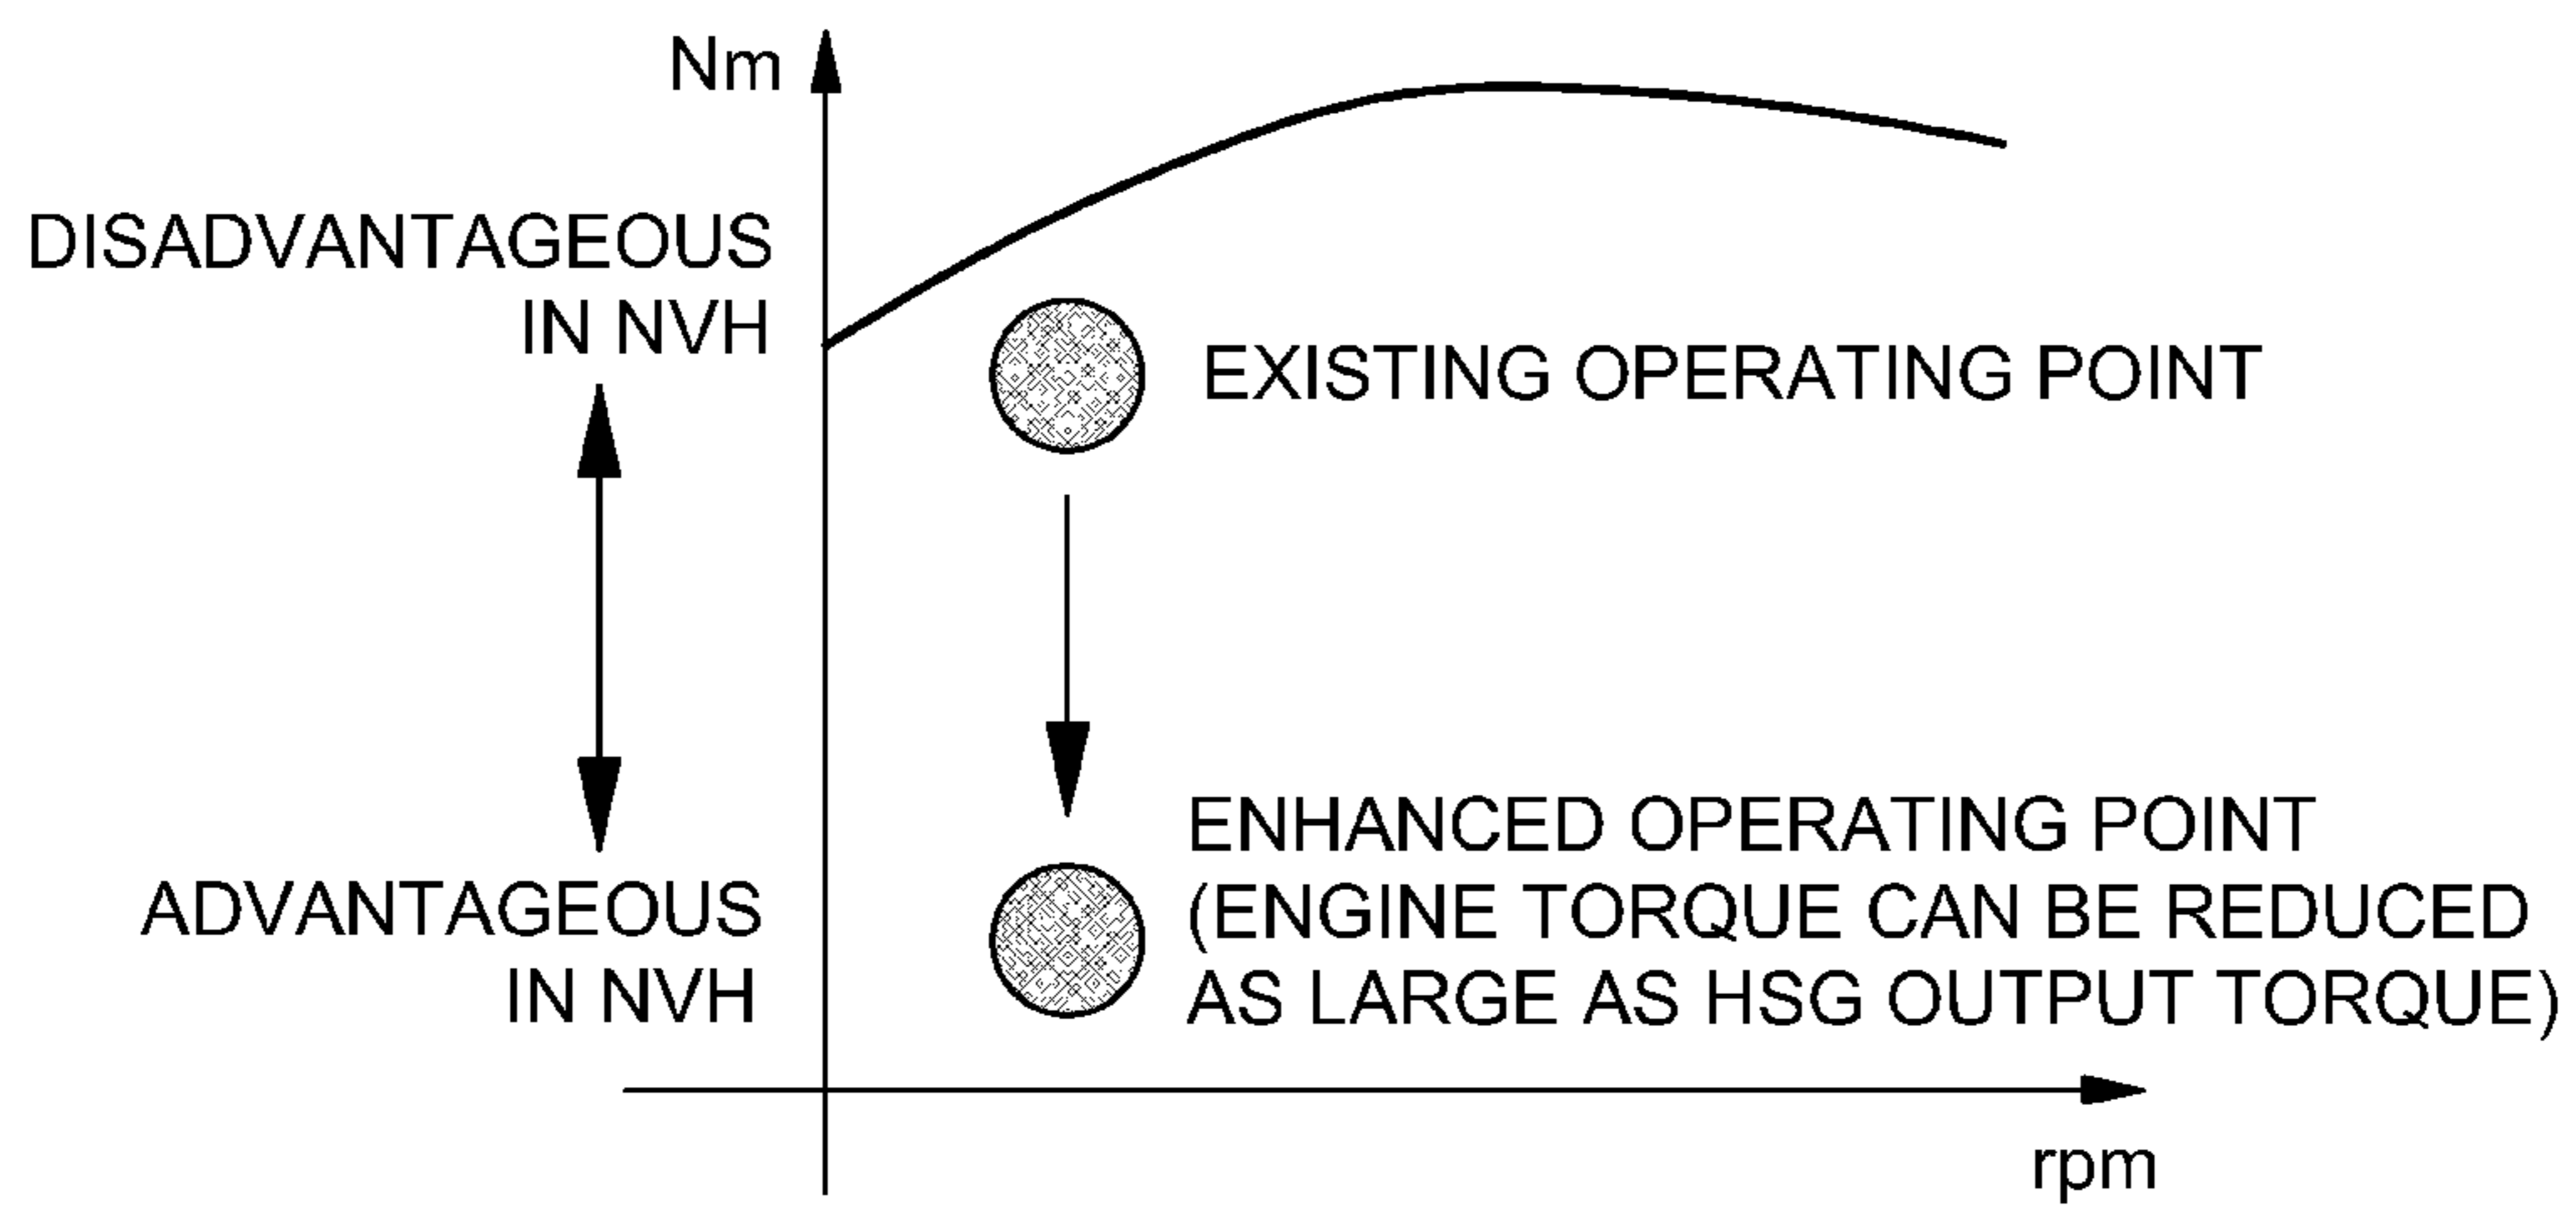 Nm
DISADVANTAGEOUS
IN NVH
EXISTING OPERATING POINT
ENHANCED OPERATING POINT
(ENGINE TORQUE CAN BE REDUCED
AS LARGE AS HSG OUTPUT TORQUE)
ADVANTAGEOUS
IN NVH
rpm